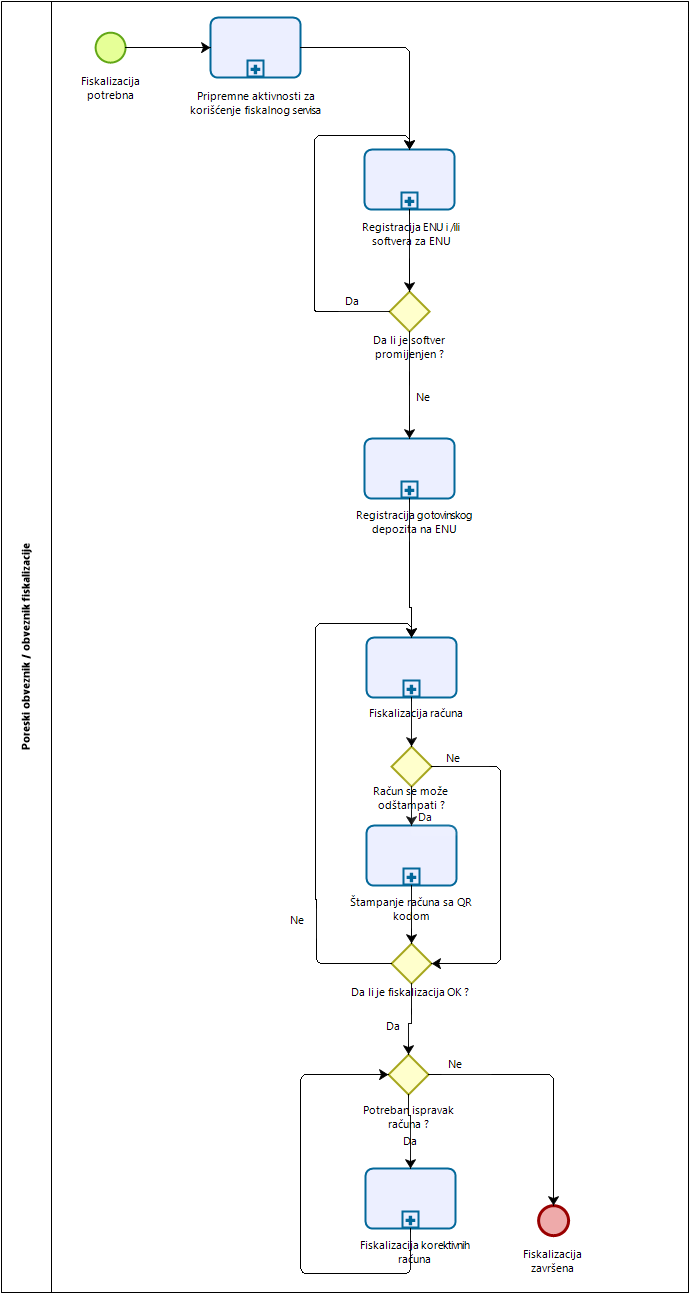 Poreski obveznik / obveznik fiskalizacije
Fiskalizacija
potrebna
Pripremne aktivnosti za
korišćenje fiskalnog servisa
Registracija ENU i /ili
softvera za ENU
Da
Da li je softver
promijenjen ?
Ne
Registracija gotovinskog
depozita na ENU
Fiskalizacija računa
Ne
Račun se može
odštampati ?
Da
Štampanje računa sa QR
kodom
Ne
Da li je fiskalizacija OK ?
Da
Ne
Potreban ispravak
računa ?
Da
Fiskalizacija korektivnih
računa
Fiskalizacija
završena